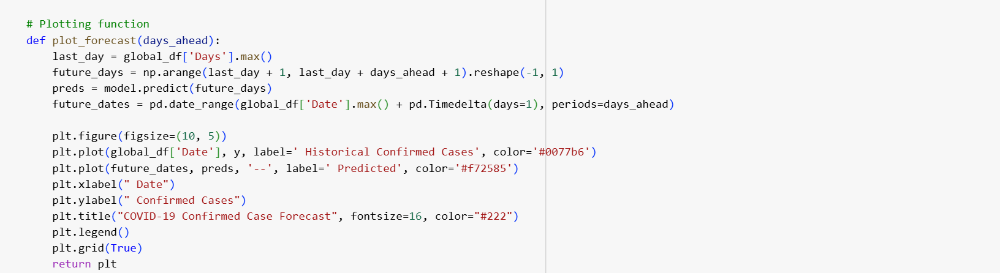 # Plotting function
def plot_forecast(days_ahead):
    last_day = global_df['Days'].max()
    future_days = np.arange(last_day + 1, last_day + days_ahead + 1).reshape(-1, 1)
    preds = model.predict(future_days)
    future_dates = pd.date_range(global_df['Date'].max() + pd.Timedelta(days=1), periods=days_ahead)

    plt.figure(figsize=(10, 5))
    plt.plot(global_df['Date'], y, label=' Historical Confirmed Cases', color='#0077b6')
    plt.plot(future_dates, preds, '--', label=' Predicted', color='#f72585')
    plt.xlabel(" Date")
    plt.ylabel(" Confirmed Cases")
    plt.title("COVID-19 Confirmed Case Forecast", fontsize=16, color="#222")
    plt.legend()
    plt.grid(True)
    return plt